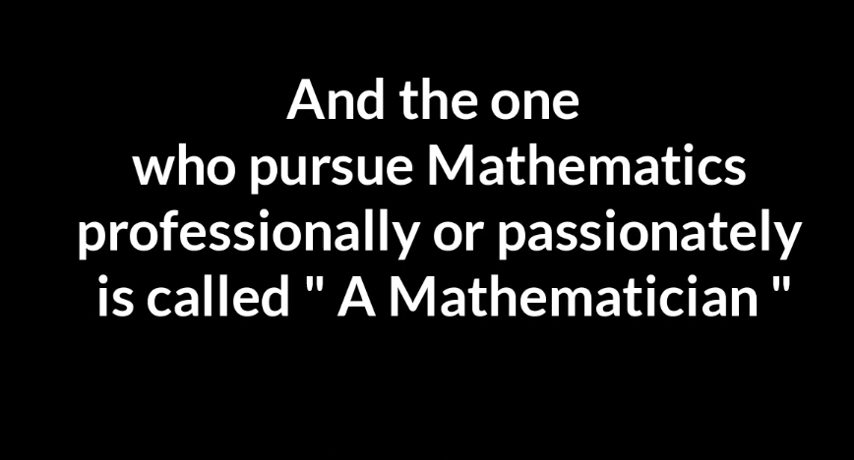 And the one
who pursue Mathematics
professionally or passionately
is called " A Mathematician "